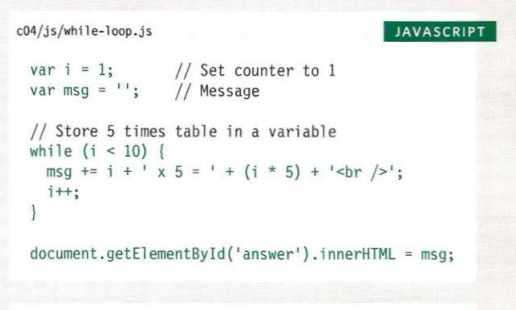 c04/js/while-loop.js JAVASCRIPT
var i = 1; // Set counter to 1
var msg = ''; // Message
// Store 5 times table in a variable
while (i < 10) {
msg += i + ' x 5 = ' + (i * 5) + '<br />';
i++;
}
document.getElementById('answer').innerHTML = msg;